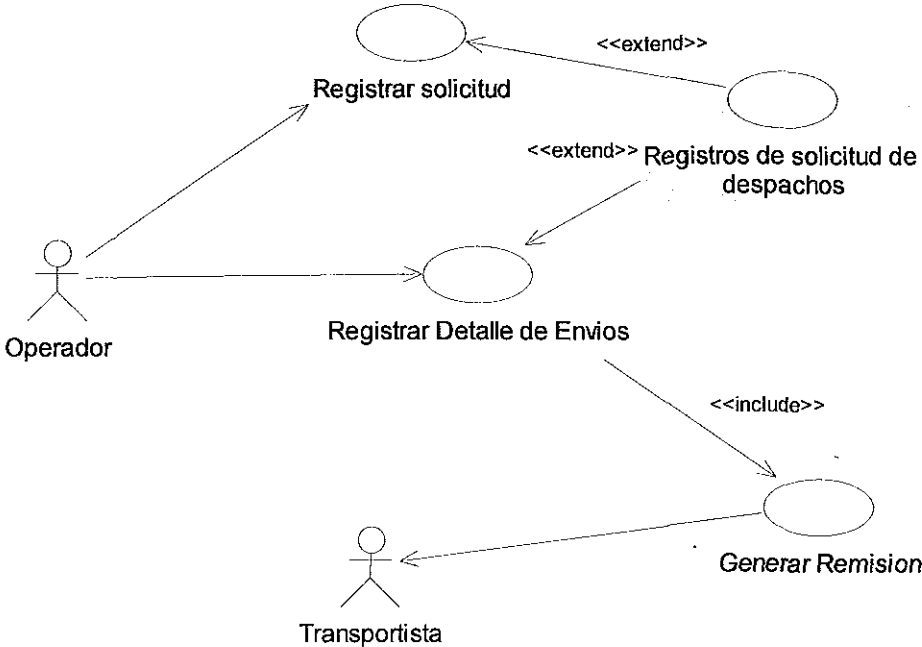 <<extend>>
Registrar solicitud
<<extend>>
Registros de solicitud de
despachos
Operador
Registrar Detalle de Envios
<<include>>
Generar Remision
Transportista